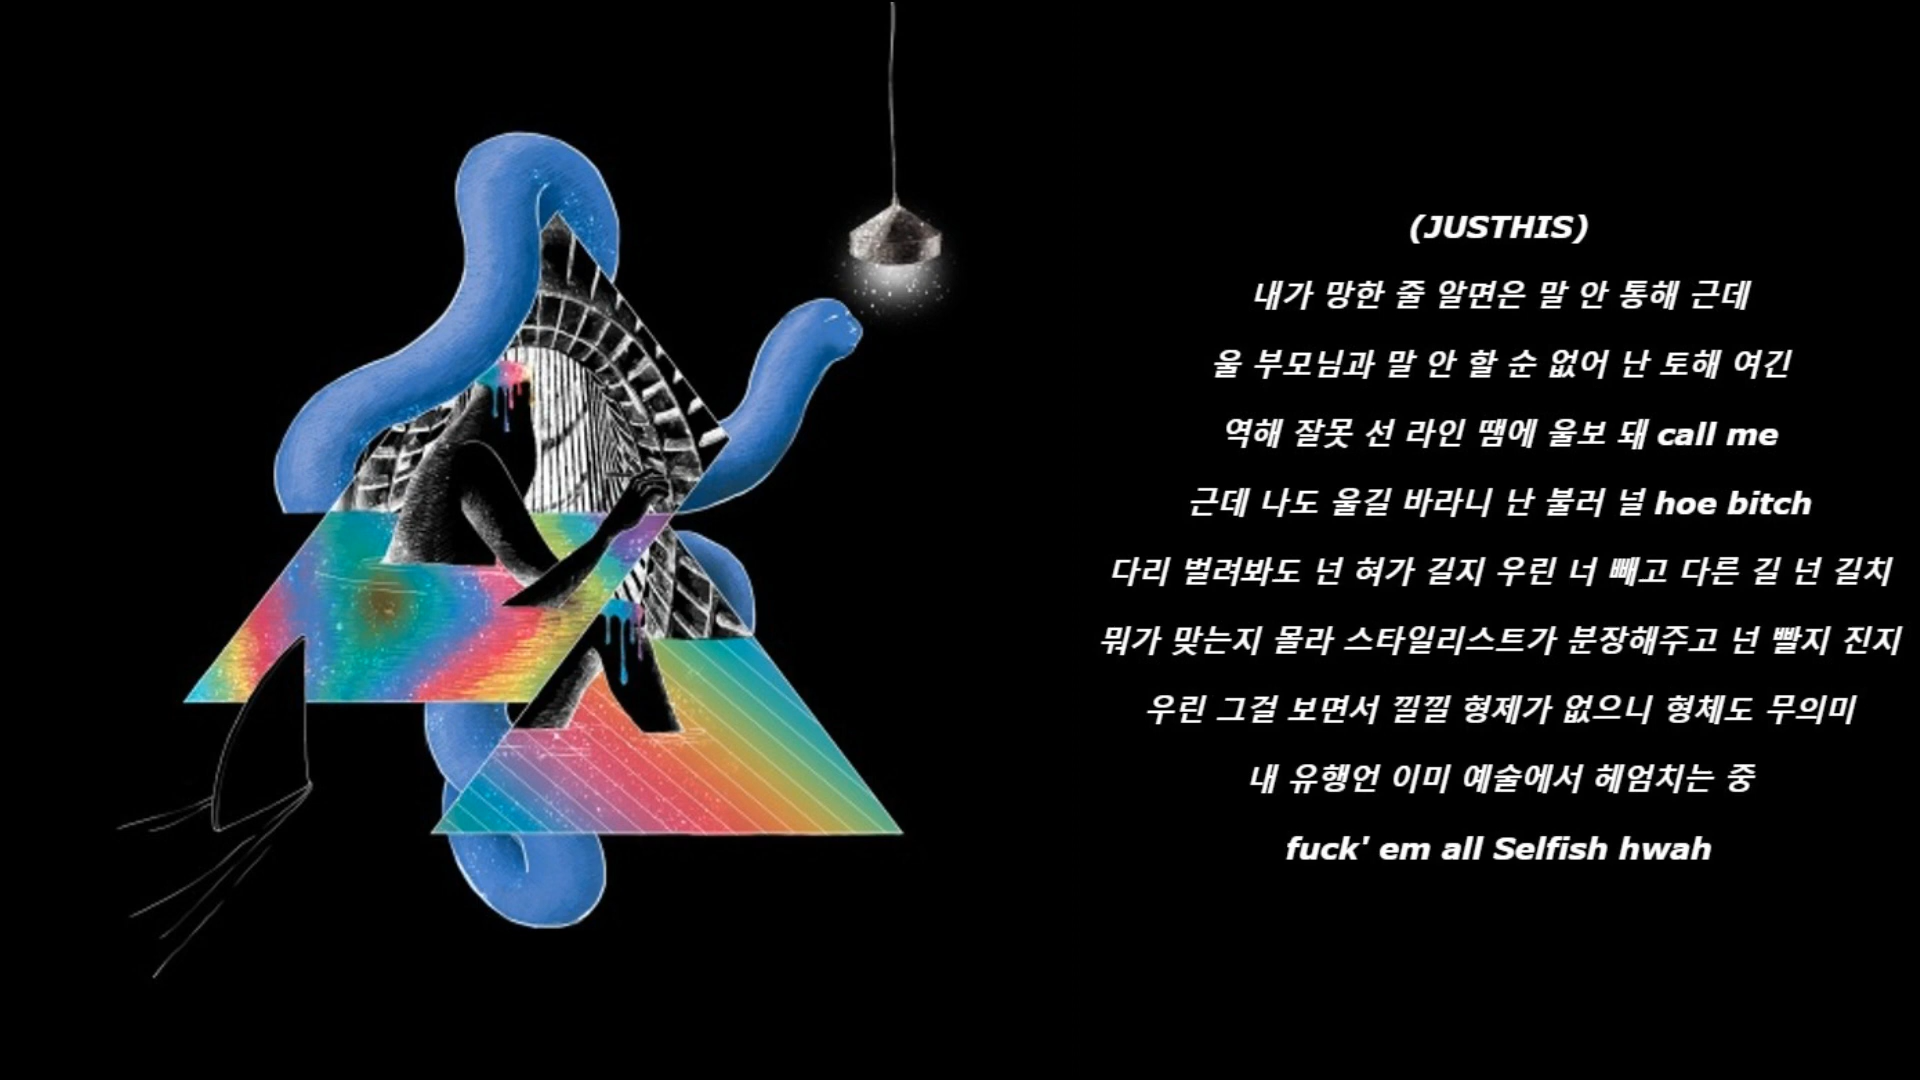 (JUSTHIS)
내가 망한 줄 알면은 말 안 통해 근데
울 부모님과 말 안 할 순 없어 난 토해 여긴
역해 잘못 선 라인 땜에 울보 돼 call me
근데 나도 울길 바라니 난 불러 널 hoe bitch
다리 벌려봐도 넌 혀가 길지 우린 너 빼고 다른 길 넌 길치
뭐가 맞는지 몰라 스타일리스트가 분장해주고 넌 빨지 진지
우린 그걸 보면서 낄낄 형제가 없으니 형체도 무의미
내 유행언 이미 예술에서 헤엄치는 중
fuck' em all Selfish hwah